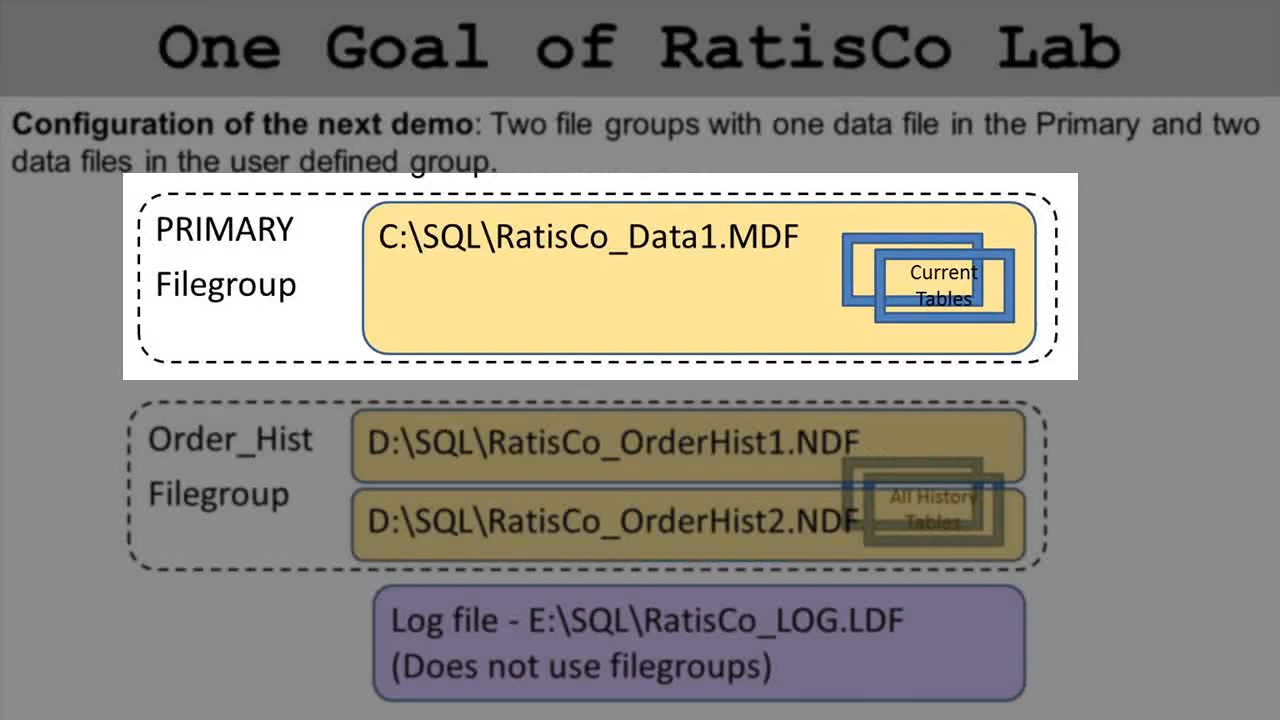 One Goal of RatisCo Lab
Configuration of the next demo: Two file groups with one data file in the Primary and two
data files in the user defined group.
PRIMARY
Filegroup
C:\SQL\RatisCo_Data1.MDF
Current
Tables
Order_Hist
Filegroup
D:\SQL\RatisCo_OrderHist1.NDF
D:\SQL\RatisCo_OrderHist2.NDF
All History
Tables
Log file - E:\SQL\RatisCo_LOG.LDF
(Does not use filegroups)